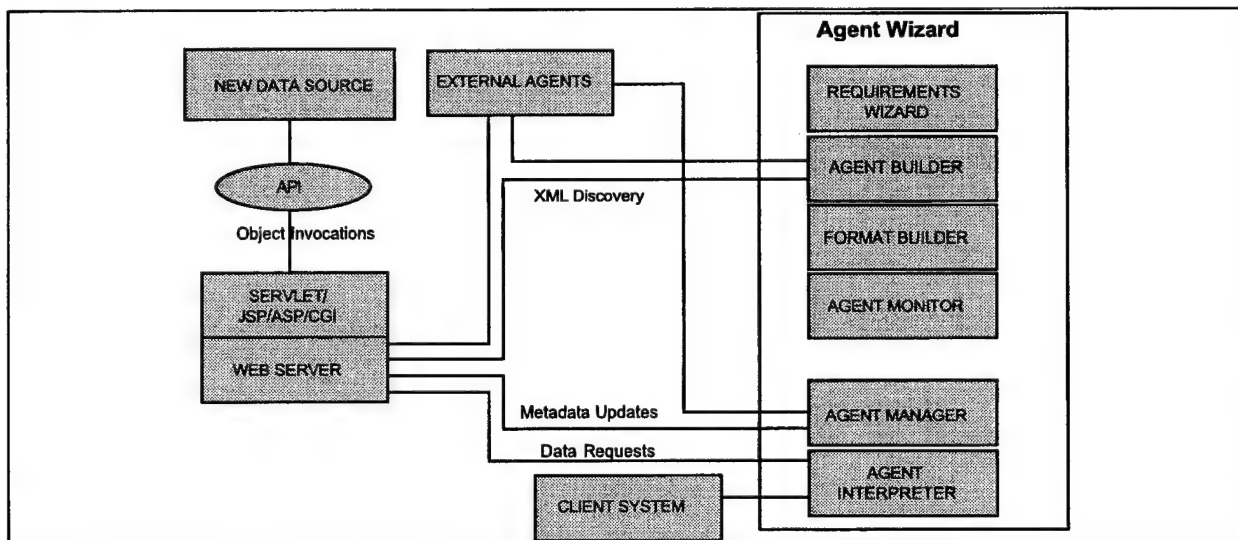 Agent Wizard
NEW DATA SOURCE
EXTERNAL AGENTS
REQUIREMENTS
WIZARD
API
AGENT BUILDER
XML Discovery
Object Invocations
FORMAT BUILDER
SERVLET/
JSP/ASP/CGI
AGENT MONITOR
WEB SERVER
Metadata Updates
AGENT MANAGER
Data Requests
AGENT
INTERPRETER
CLIENT SYSTEM